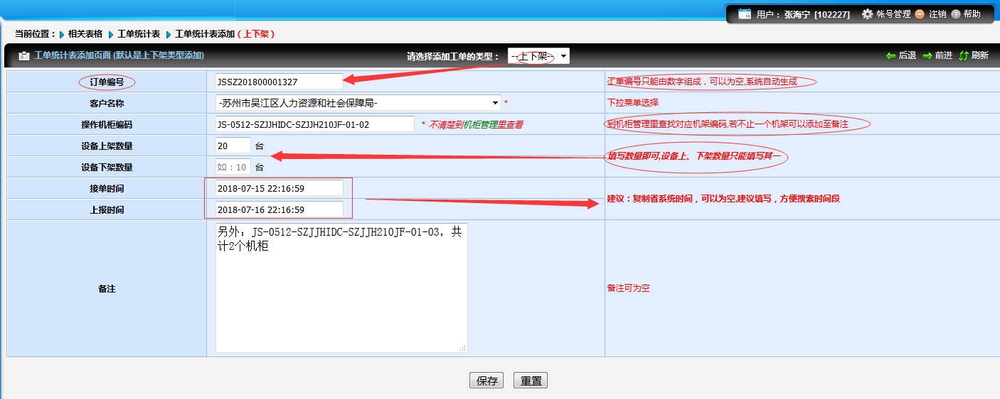 用户：张海宁 [102227] 帐号管理 注销 帮助
当前位置： 相关表格 工单统计表 工单统计表添加（上下架）
工单统计表添加页面 (默认是上下架类型添加) 请选择添加工单的类型： --上下架-- 后退 前进 刷新
订单编号 JSSZ201800001327 工单编号只能由数字组成，可以为空,系统自动生成
客户名称 -苏州市吴江区人力资源和社会保障局- * 下拉菜单选择
操作机柜编码 JS-0512-SZJJHIDC-SZJJH210JF-01-02 * 不清楚到机柜管理里查看 到机柜管理里查找对应机架编码,若不止一个机架可以添加至备注
设备上架数量 20 台
填写数量即可,设备上、下架数量只能填写其一
设备下架数量 如：10 台
接单时间 2018-07-15 22:16:59
建议：复制省系统时间，可以为空,建议填写，方便搜索时间段
上报时间 2018-07-16 22:16:59
另外：JS-0512-SZJJHIDC-SZJJH210JF-01-03，共
计2个机柜
备注 备注可为空
保存 重置